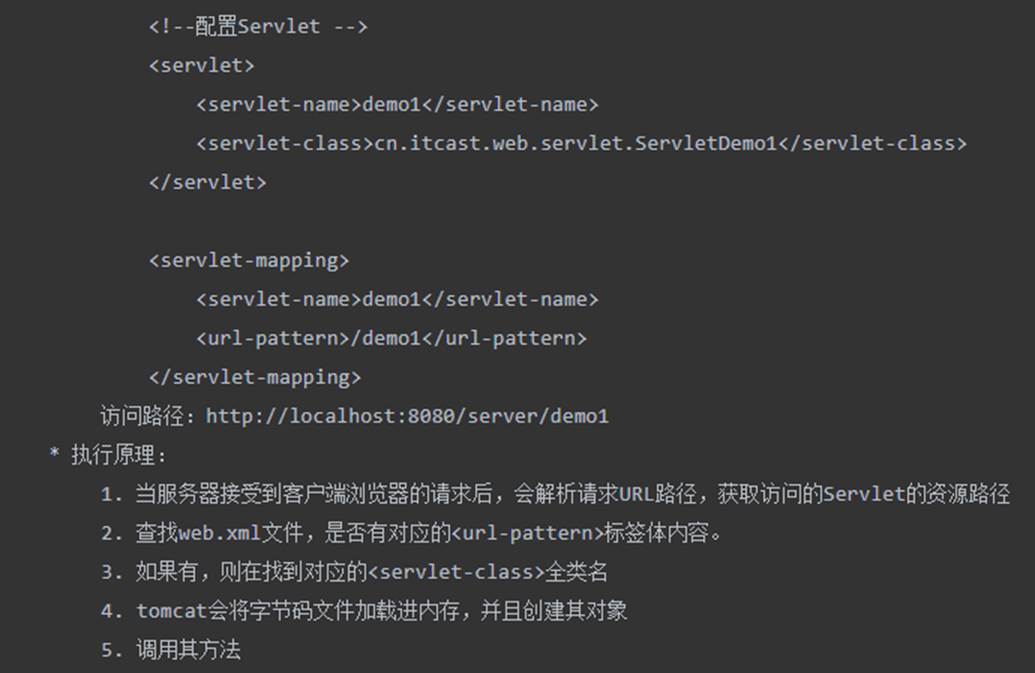 <!--配置Servlet -->
<servlet>
<servlet-name>demo1</servlet-name>
<servlet-class>cn.itcast.web.servlet.ServletDemo1</servlet-class>
</servlet>
<servlet-mapping>
<servlet-name>demo1</servlet-name>
<url-pattern>/demo1</url-pattern>
</servlet-mapping>
访问路径：http://localhost:8080/server/demo1
* 执行原理：
1. 当服务器接受到客户端浏览器的请求后，会解析请求URL路径，获取访问的Servlet的资源路径
2. 查找web.xml文件，是否有对应的<url-pattern>标签体内容。
3. 如果有，则在找到对应的<servlet-class>全类名
4. tomcat会将字节码文件加载进内存，并且创建其对象
5. 调用其方法